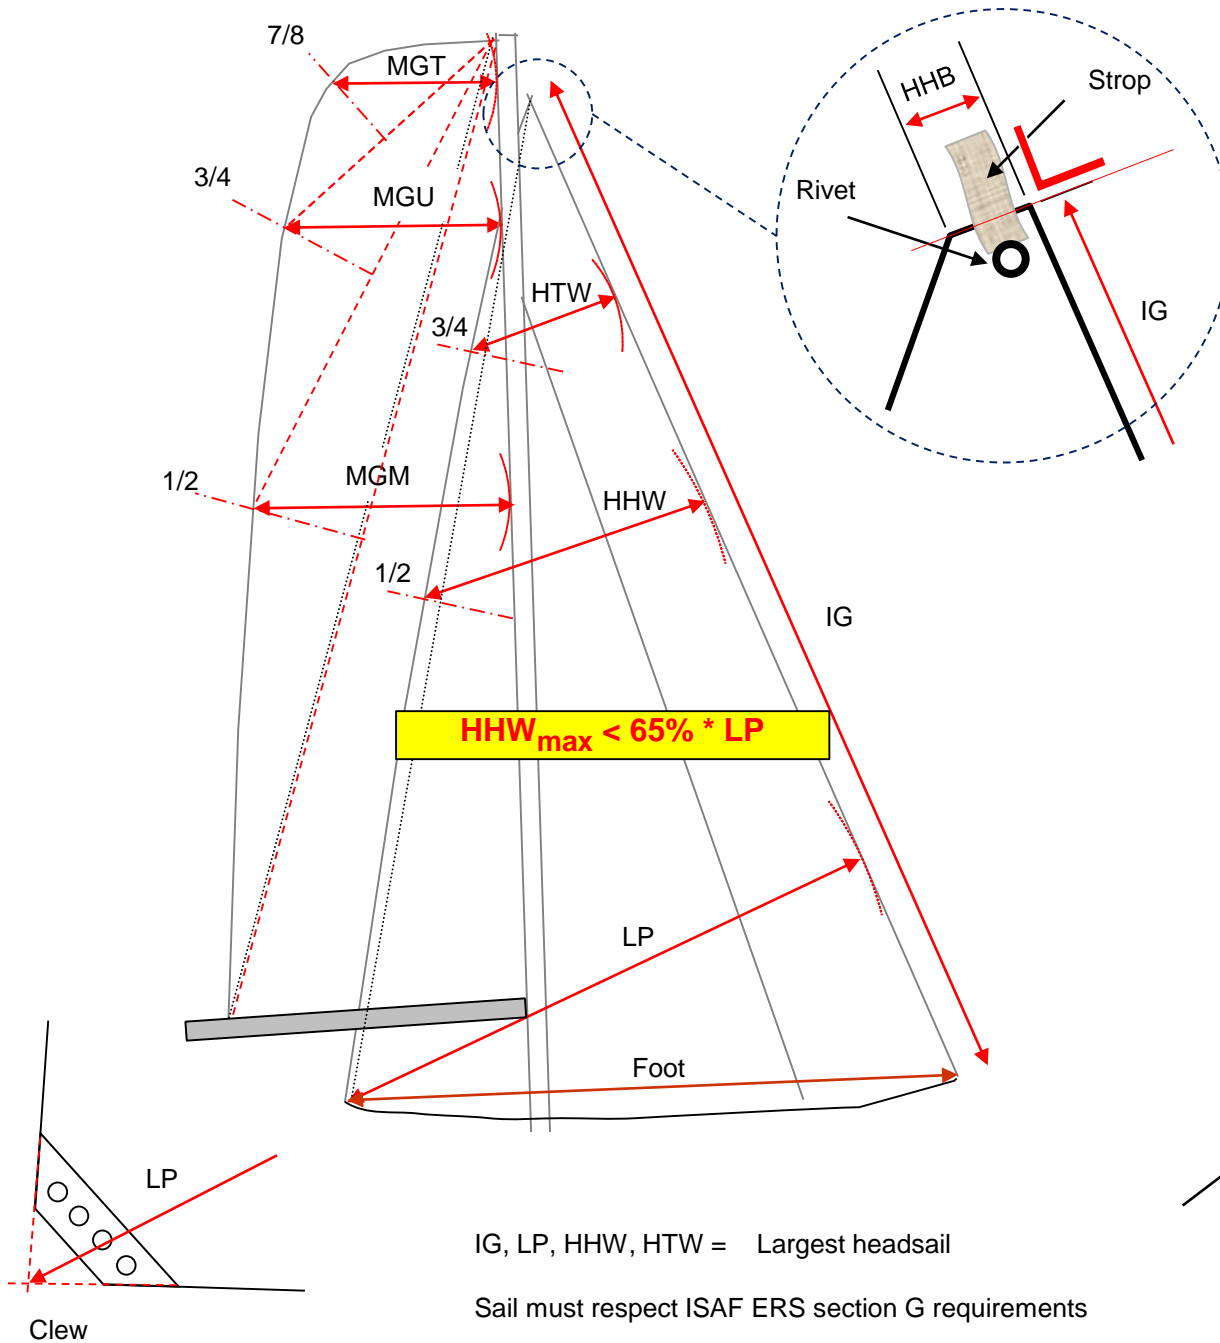 7/8
MGT
HHB
Strop
3/4
MGU
Rivet
HTW
IG
3/4
1/2
MGM
HHW
1/2
IG
HHWmax < 65% * LP
LP
Foot
LP
IG, LP, HHW, HTW = Largest headsail
Sail must respect ISAF ERS section G requirements
Clew